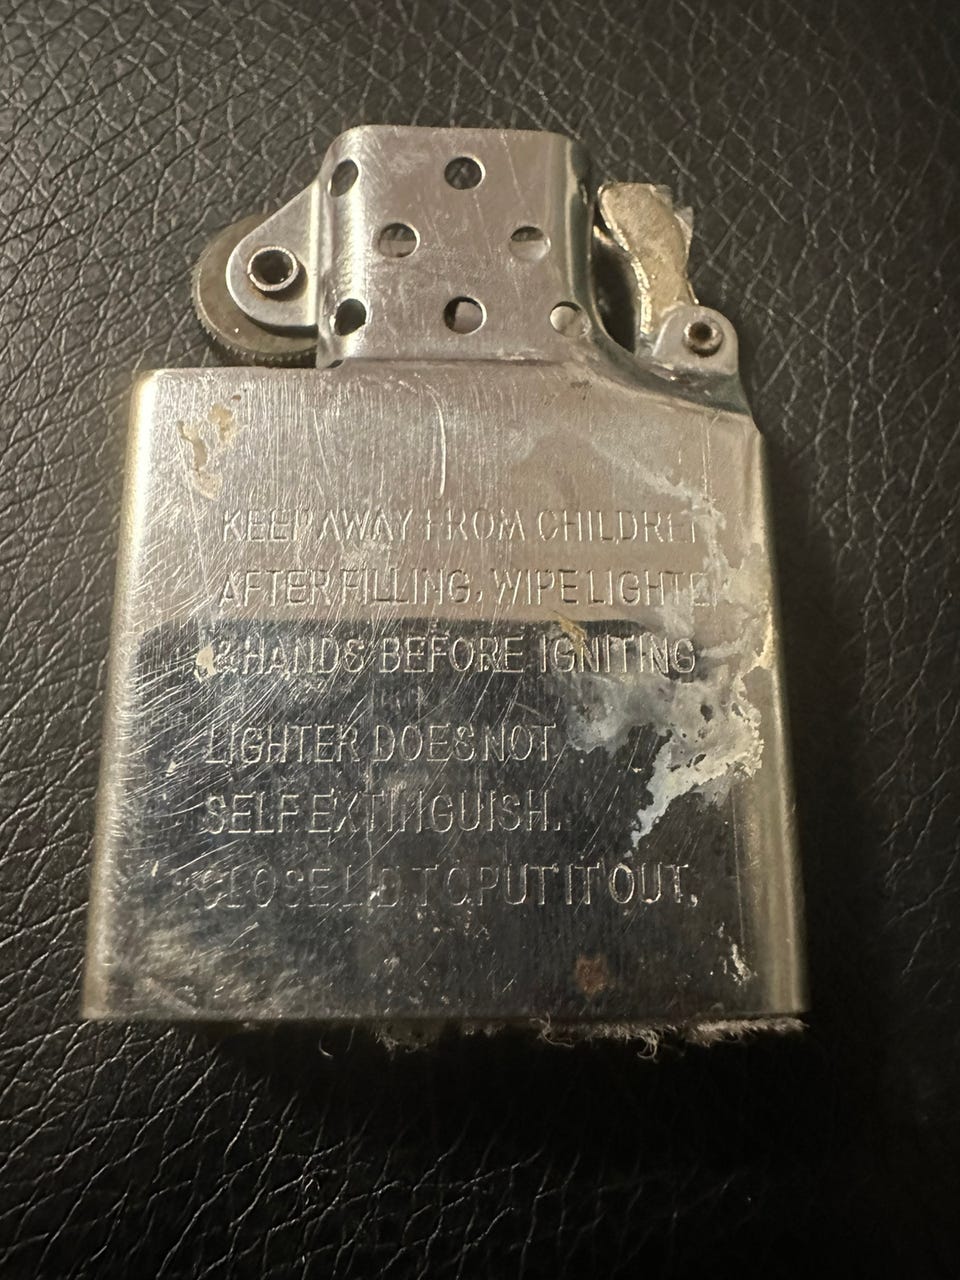 KEEP AWAY FROM CHILDREN
AFTER FILLING, WIPE LIGHTER
& HANDS BEFORE IGNITING
LIGHTER DOES NOT
SELF EXTINGUISH.
CLOSE LID TO PUT IT OUT.